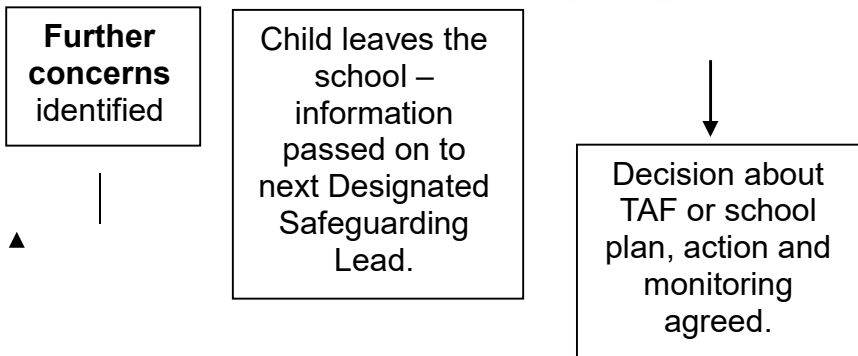 Further
concerns
identified
Child leaves the
school –
information
passed on to
next Designated
Safeguarding
Lead.
Decision about
TAF or school
plan, action and
monitoring
agreed.